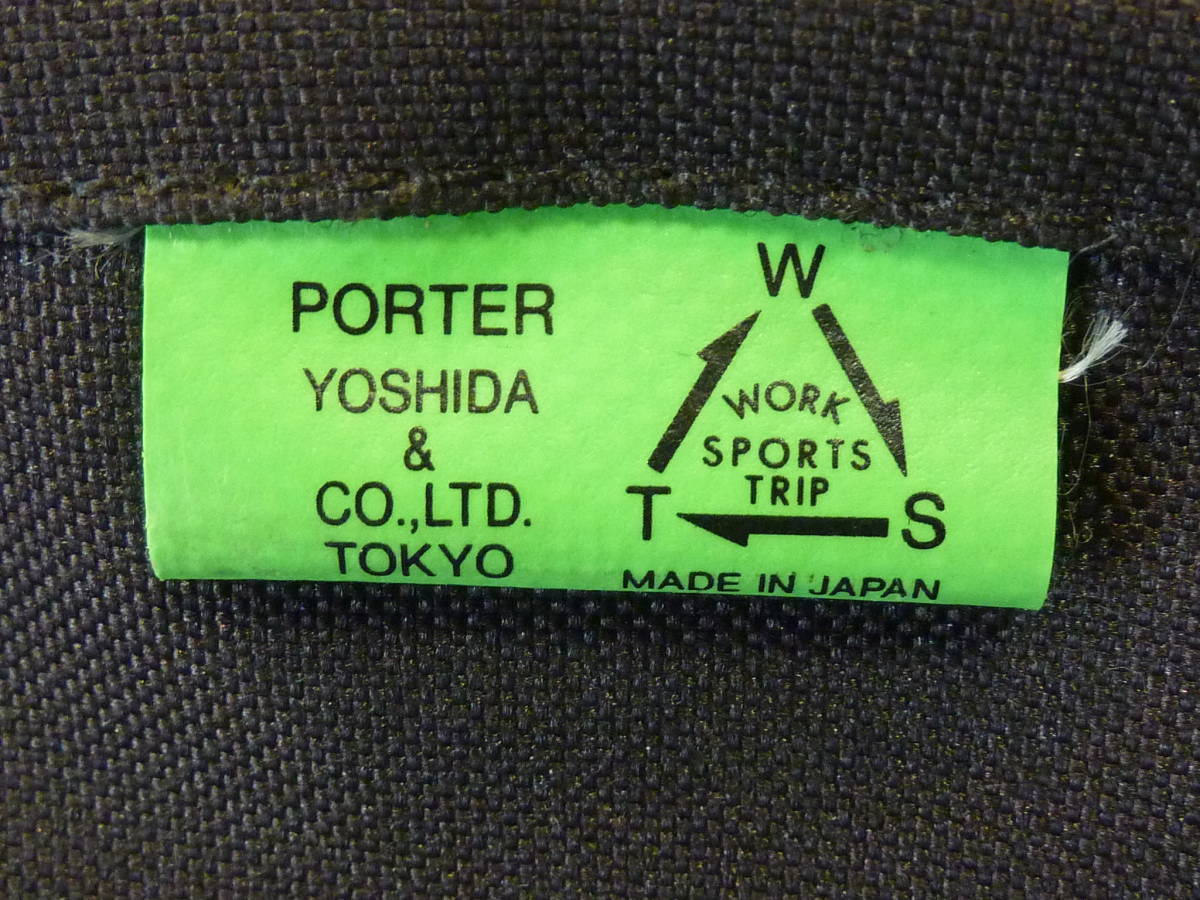 PORTER
YOSHIDA
&
CO.,LTD.
TOKYO
W
WORK
SPORTS
TRIP
T
S
MADE IN JAPAN